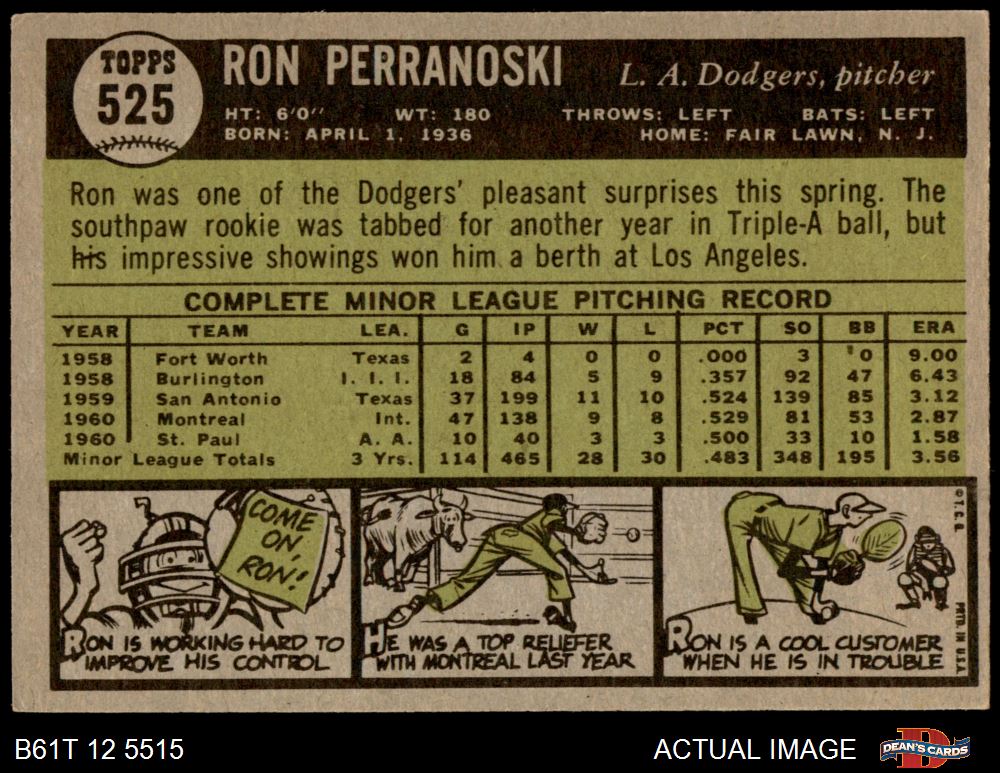 TOPPS
525
RON PERRANOSKI
L. A. Dodgers, pitcher
HT: 6'0" WT: 180 THROWS: LEFT BATS: LEFT
BORN: APRIL 1, 1936 HOME: FAIR LAWN, N. J.
Ron was one of the Dodgers' pleasant surprises this spring. The
southpaw rookie was tabbed for another year in Triple-A ball, but
his impressive showings won him a berth at Los Angeles.
COMPLETE MINOR LEAGUE PITCHING RECORD
YEAR TEAM LEA. G IP W L PCT SO BB ERA
1958 Fort Worth Texas 2 4 0 0 .000 3 0 9.00
1958 Burlington I. I. I. 18 84 5 9 .357 92 47 6.43
1959 San Antonio Texas 37 199 11 10 .524 139 85 3.12
1960 Montreal Int. 47 138 9 8 .529 81 53 2.87
1960 St. Paul A. A. 10 40 3 3 .500 33 10 1.58
Minor League Totals 3 Yrs. 114 465 28 30 .483 348 195 3.56
COME
ON,
RON!
RON IS WORKING HARD TO
IMPROVE HIS CONTROL
HE WAS A TOP RELIEFER
WITH MONTREAL LAST YEAR
RON IS A COOL CUSTOMER
WHEN HE IS IN TROUBLE
© T. C. G. PRTD. IN U.S.A.
B61T 12 5515
ACTUAL IMAGE
DEAN'S CARDS